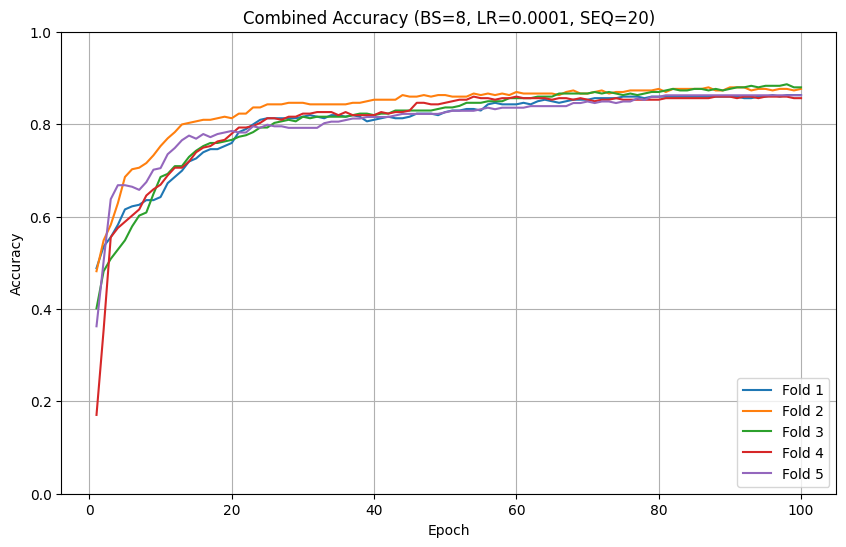 Combined Accuracy (BS=8, LR=0.0001, SEQ=20)
1.0
0.8
0.6
0.4
0.2
0.0
Accuracy
0 20 40 60 80 100
Epoch
Fold 1
Fold 2
Fold 3
Fold 4
Fold 5